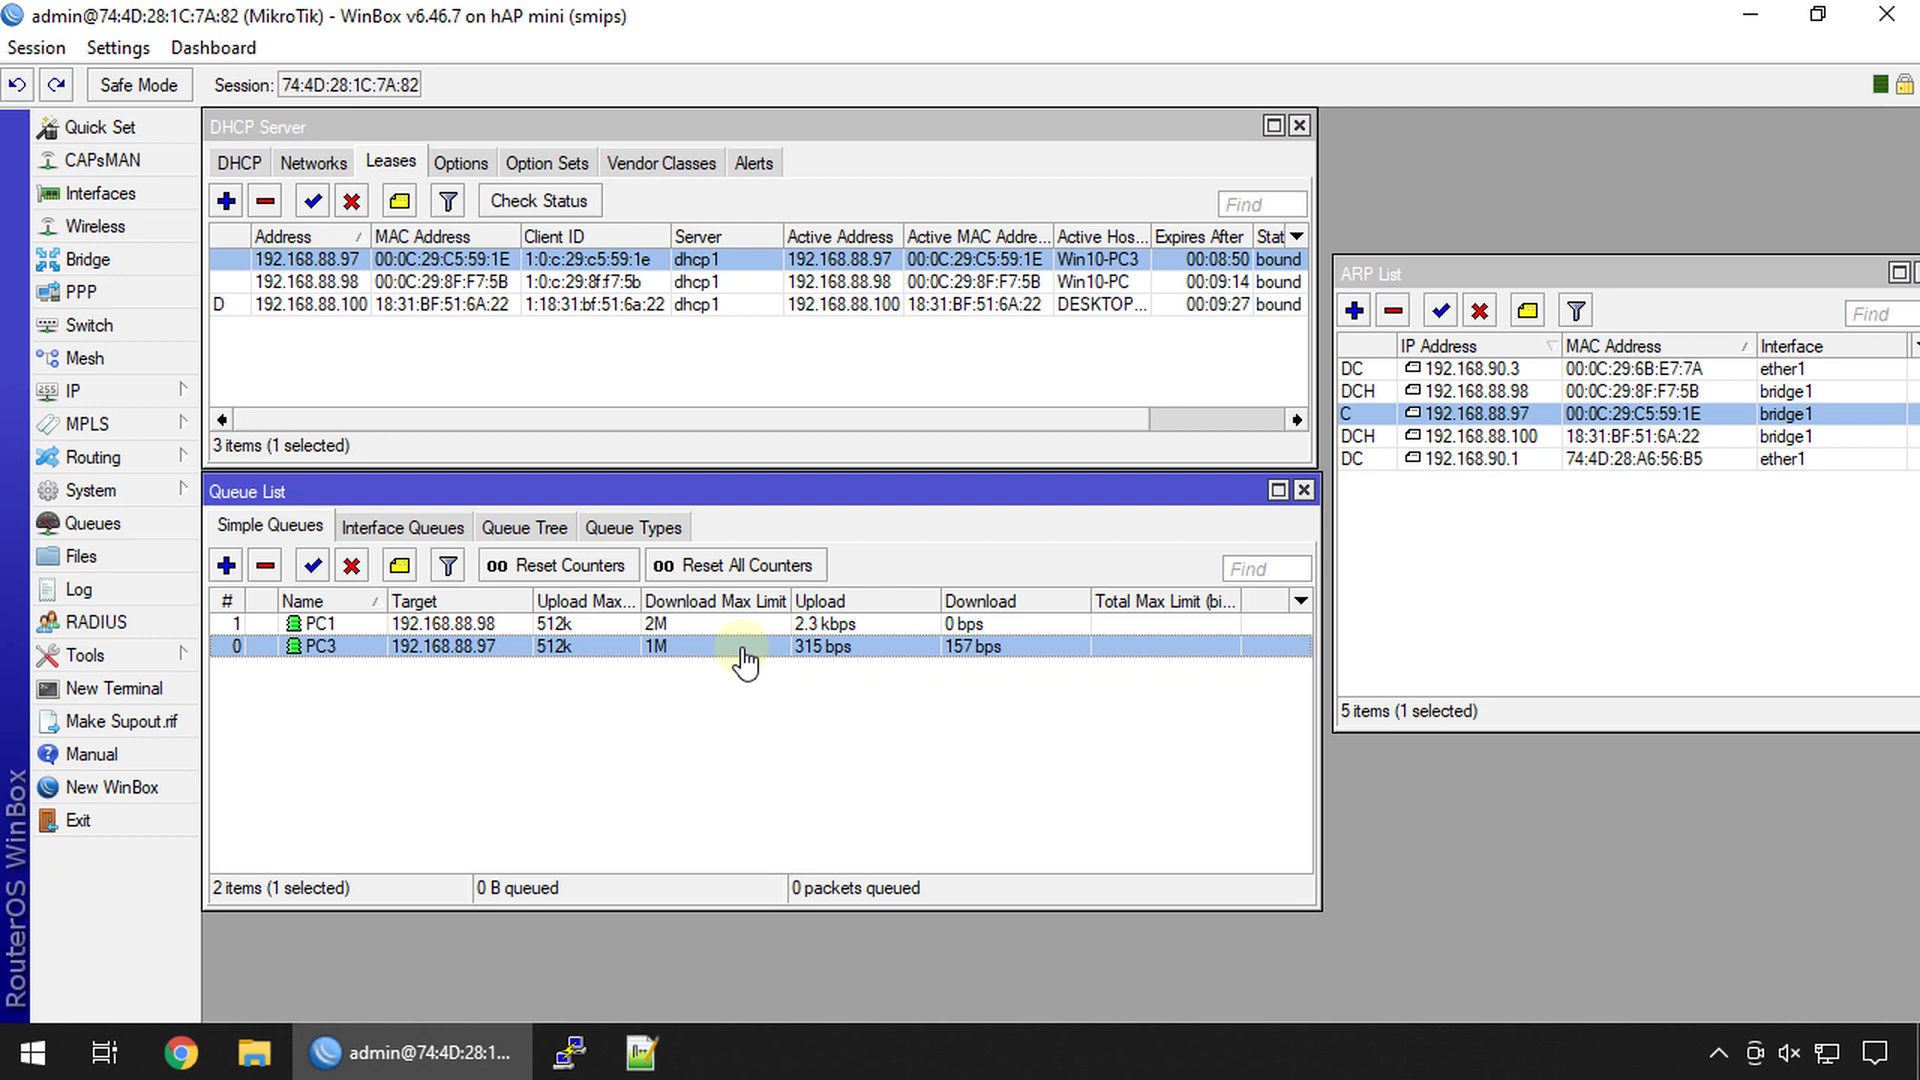 admin@74:4D:28:1C:7A:82 (MikroTik) - WinBox v6.46.7 on hAP mini (smips)
Session Settings Dashboard
Safe Mode Session: 74:4D:28:1C:7A:82
Quick Set
CAPsMAN
Interfaces
Wireless
Bridge
PPP
Switch
Mesh
IP
MPLS
Routing
System
Queues
Files
Log
RADIUS
Tools
New Terminal
Make Supout.rif
Manual
New WinBox
Exit
RouterOS WinBox
DHCP Server
DHCP Networks Leases Options Option Sets Vendor Classes Alerts
Check Status Find
Address MAC Address Client ID Server Active Address Active MAC Addre... Active Hos... Expires After Stat
192.168.88.97 00:0C:29:C5:59:1E 1:0:c:29:c5:59:1e dhcp1 192.168.88.97 00:0C:29:C5:59:1E Win10-PC3 00:08:50 bound
192.168.88.98 00:0C:29:8F:F7:5B 1:0:c:29:8f:f7:5b dhcp1 192.168.88.98 00:0C:29:8F:F7:5B Win10-PC 00:09:14 bound
D 192.168.88.100 18:31:BF:51:6A:22 1:18:31:bf:51:6a:22 dhcp1 192.168.88.100 18:31:BF:51:6A:22 DESKTOP... 00:09:27 bound
3 items (1 selected)
Queue List
Simple Queues Interface Queues Queue Tree Queue Types
00 Reset Counters 00 Reset All Counters Find
# Name Target Upload Max... Download Max Limit Upload Download Total Max Limit (bi...
1 PC1 192.168.88.98 512k 2M 2.3 kbps 0 bps
0 PC3 192.168.88.97 512k 1M 315 bps 157 bps
2 items (1 selected) 0 B queued 0 packets queued
ARP List
Find
IP Address MAC Address Interface
DC 192.168.90.3 00:0C:29:6B:E7:7A ether1
DCH 192.168.88.98 00:0C:29:8F:F7:5B bridge1
C 192.168.88.97 00:0C:29:C5:59:1E bridge1
DCH 192.168.88.100 18:31:BF:51:6A:22 bridge1
DC 192.168.90.1 74:4D:28:A6:56:B5 ether1
5 items (1 selected)
admin@74:4D:28:1...